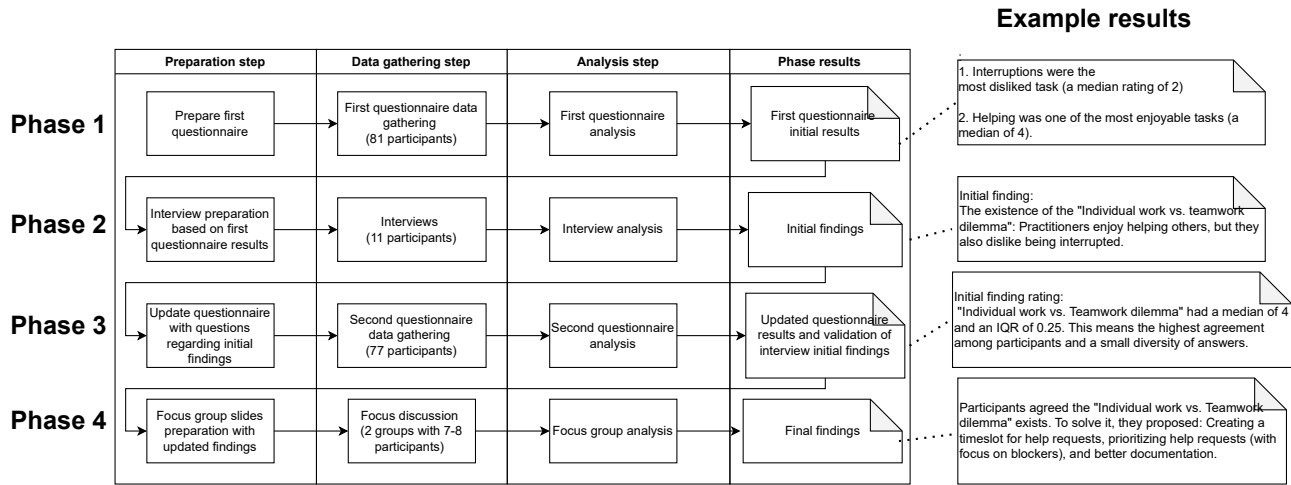 Example results
Preparation step
Data gathering step
Analysis step
Phase results
Phase 1
Prepare first
questionnaire
First questionnaire data
gathering
(81 participants)
First questionnaire
analysis
First questionnaire
initial results
1. Interruptions were the
most disliked task (a median rating of 2)
2. Helping was one of the most enjoyable tasks (a
median of 4).
Phase 2
Interview preparation
based on first
questionnaire results
Interviews
(11 participants)
Interview analysis
Initial findings
Initial finding:
The existence of the "Individual work vs. teamwork
dilemma": Practitioners enjoy helping others, but they
also dislike being interrupted.
Phase 3
Update questionnaire
with questions
regarding initial
findings
Second questionnaire
data gathering
(77 participants)
Second questionnaire
analysis
Updated questionnaire
results and validation of
interview initial findings
Initial finding rating:
"Individual work vs. Teamwork dilemma" had a median of 4
and an IQR of 0.25. This means the highest agreement
among participants and a small diversity of answers.
Phase 4
Focus group slides
preparation with
updated findings
Focus discussion
(2 groups with 7-8
participants)
Focus group analysis
Final findings
Participants agreed the "Individual work vs. Teamwork
dilemma" exists. To solve it, they proposed: Creating a
timeslot for help requests, prioritizing help requests (with
focus on blockers), and better documentation.